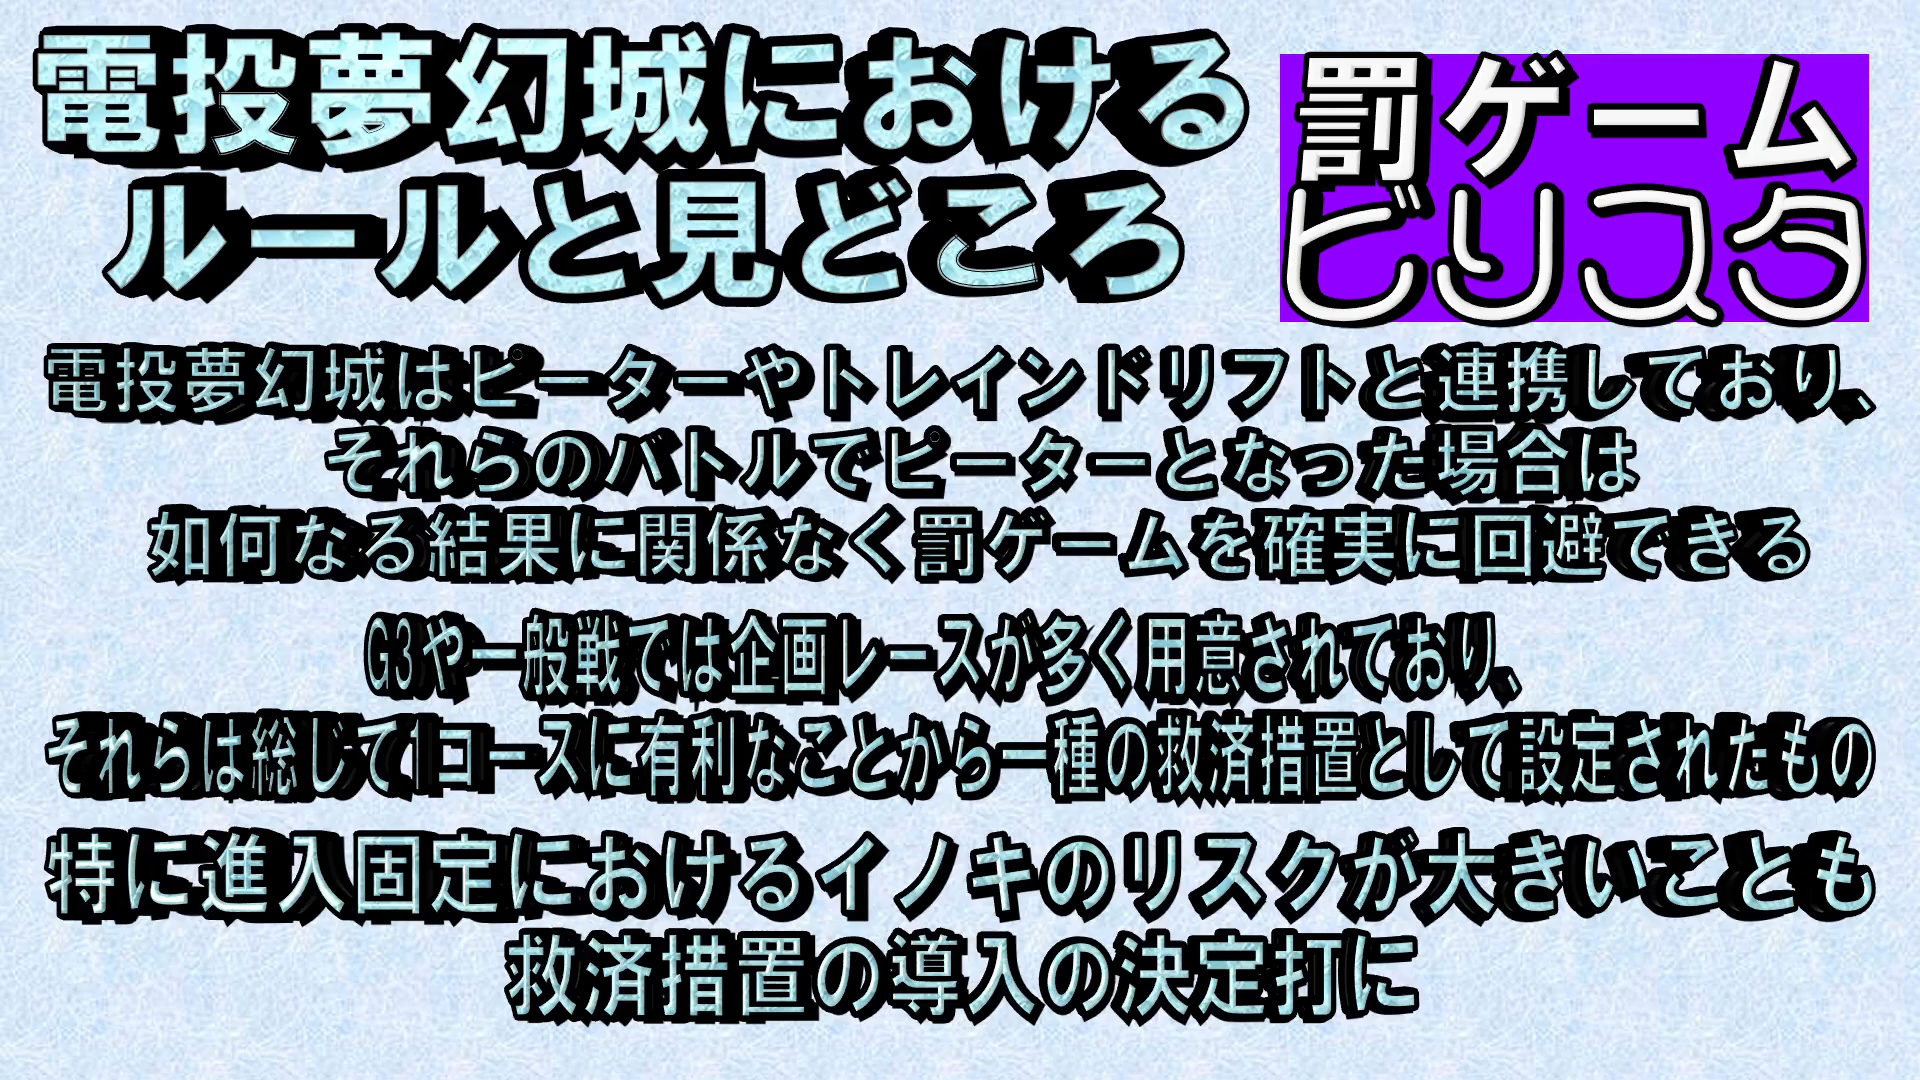 電投夢幻城における
ルールと見どころ
罰ゲーム
ビリスタ
電投夢幻城はピーターやトレインドリフトと連携しており、
それらのバトルでピーターとなった場合は
如何なる結果に関係なく罰ゲームを確実に回避できる
G3や一般戦では企画レースが多く用意されており、
それらは総じて1コースに有利なことから一種の救済措置として設定されたもの
特に進入固定におけるイノキのリスクが大きいことも
救済措置の導入の決定打に